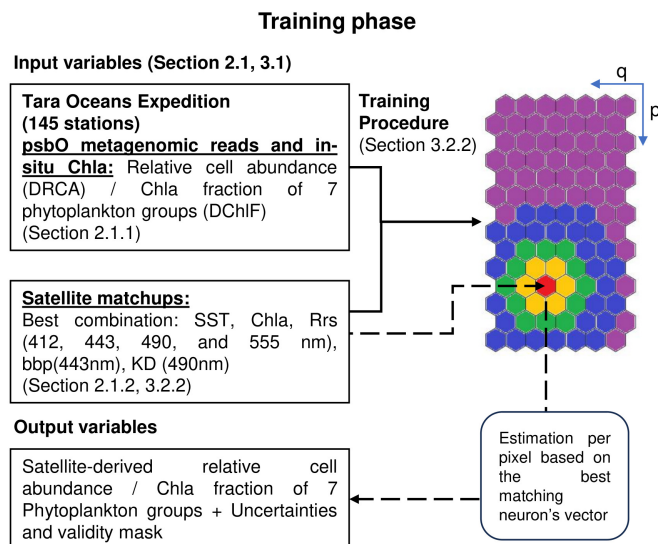 Training phase
Input variables (Section 2.1, 3.1)
Tara Oceans Expedition
(145 stations)
psbO metagenomic reads and in-
situ Chla: Relative cell abundance
(DRCA) / Chla fraction of 7
phytoplankton groups (DChlF)
(Section 2.1.1)
Training
Procedure
(Section 3.2.2)
q
p
Satellite matchups:
Best combination: SST, Chla, Rrs
(412, 443, 490, and 555 nm),
bbp(443nm), KD (490nm)
(Section 2.1.2, 3.2.2)
Output variables
Satellite-derived relative cell
abundance / Chla fraction of 7
Phytoplankton groups + Uncertainties
and validity mask
Estimation per
pixel based on
the best
matching
neuron's vector